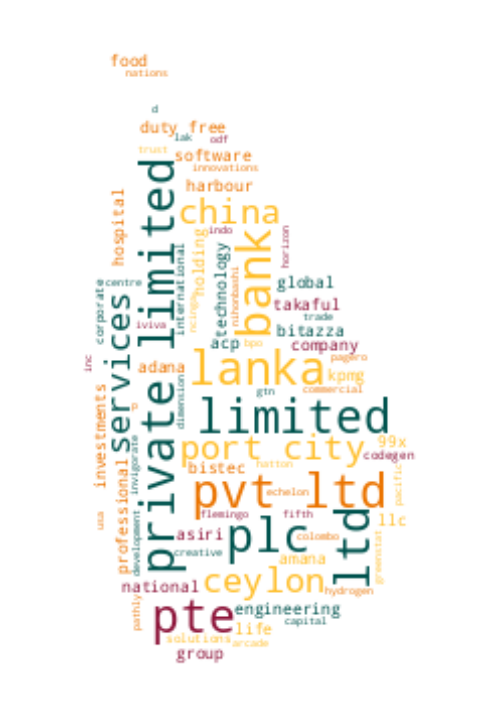 food
nations
d
duty free
lak
odf
trust
software
innovations
harbour
hospital
private limited
china
indo
horizon
bank
holding
technology
international
nihonbashi
ncinga
corporate
centre
global
takaful
trade
services
iviva
bitazza
acp
bpo
company
pagero
inc
adana
lanka
kpmg
commercial
dimension
gtn
investments
p
limited
port city
99x
codegen
professional
invigorate
bistec
hatton
pacific
pvt ltd
echelon
usa
flemingo
fifth
llc
development
asiri
plc
colombo
ltd
creative
amana
greenstat
national
ceylon
hydrogen
pathly
pte
engineering
capital
life
solutions
arcade
group